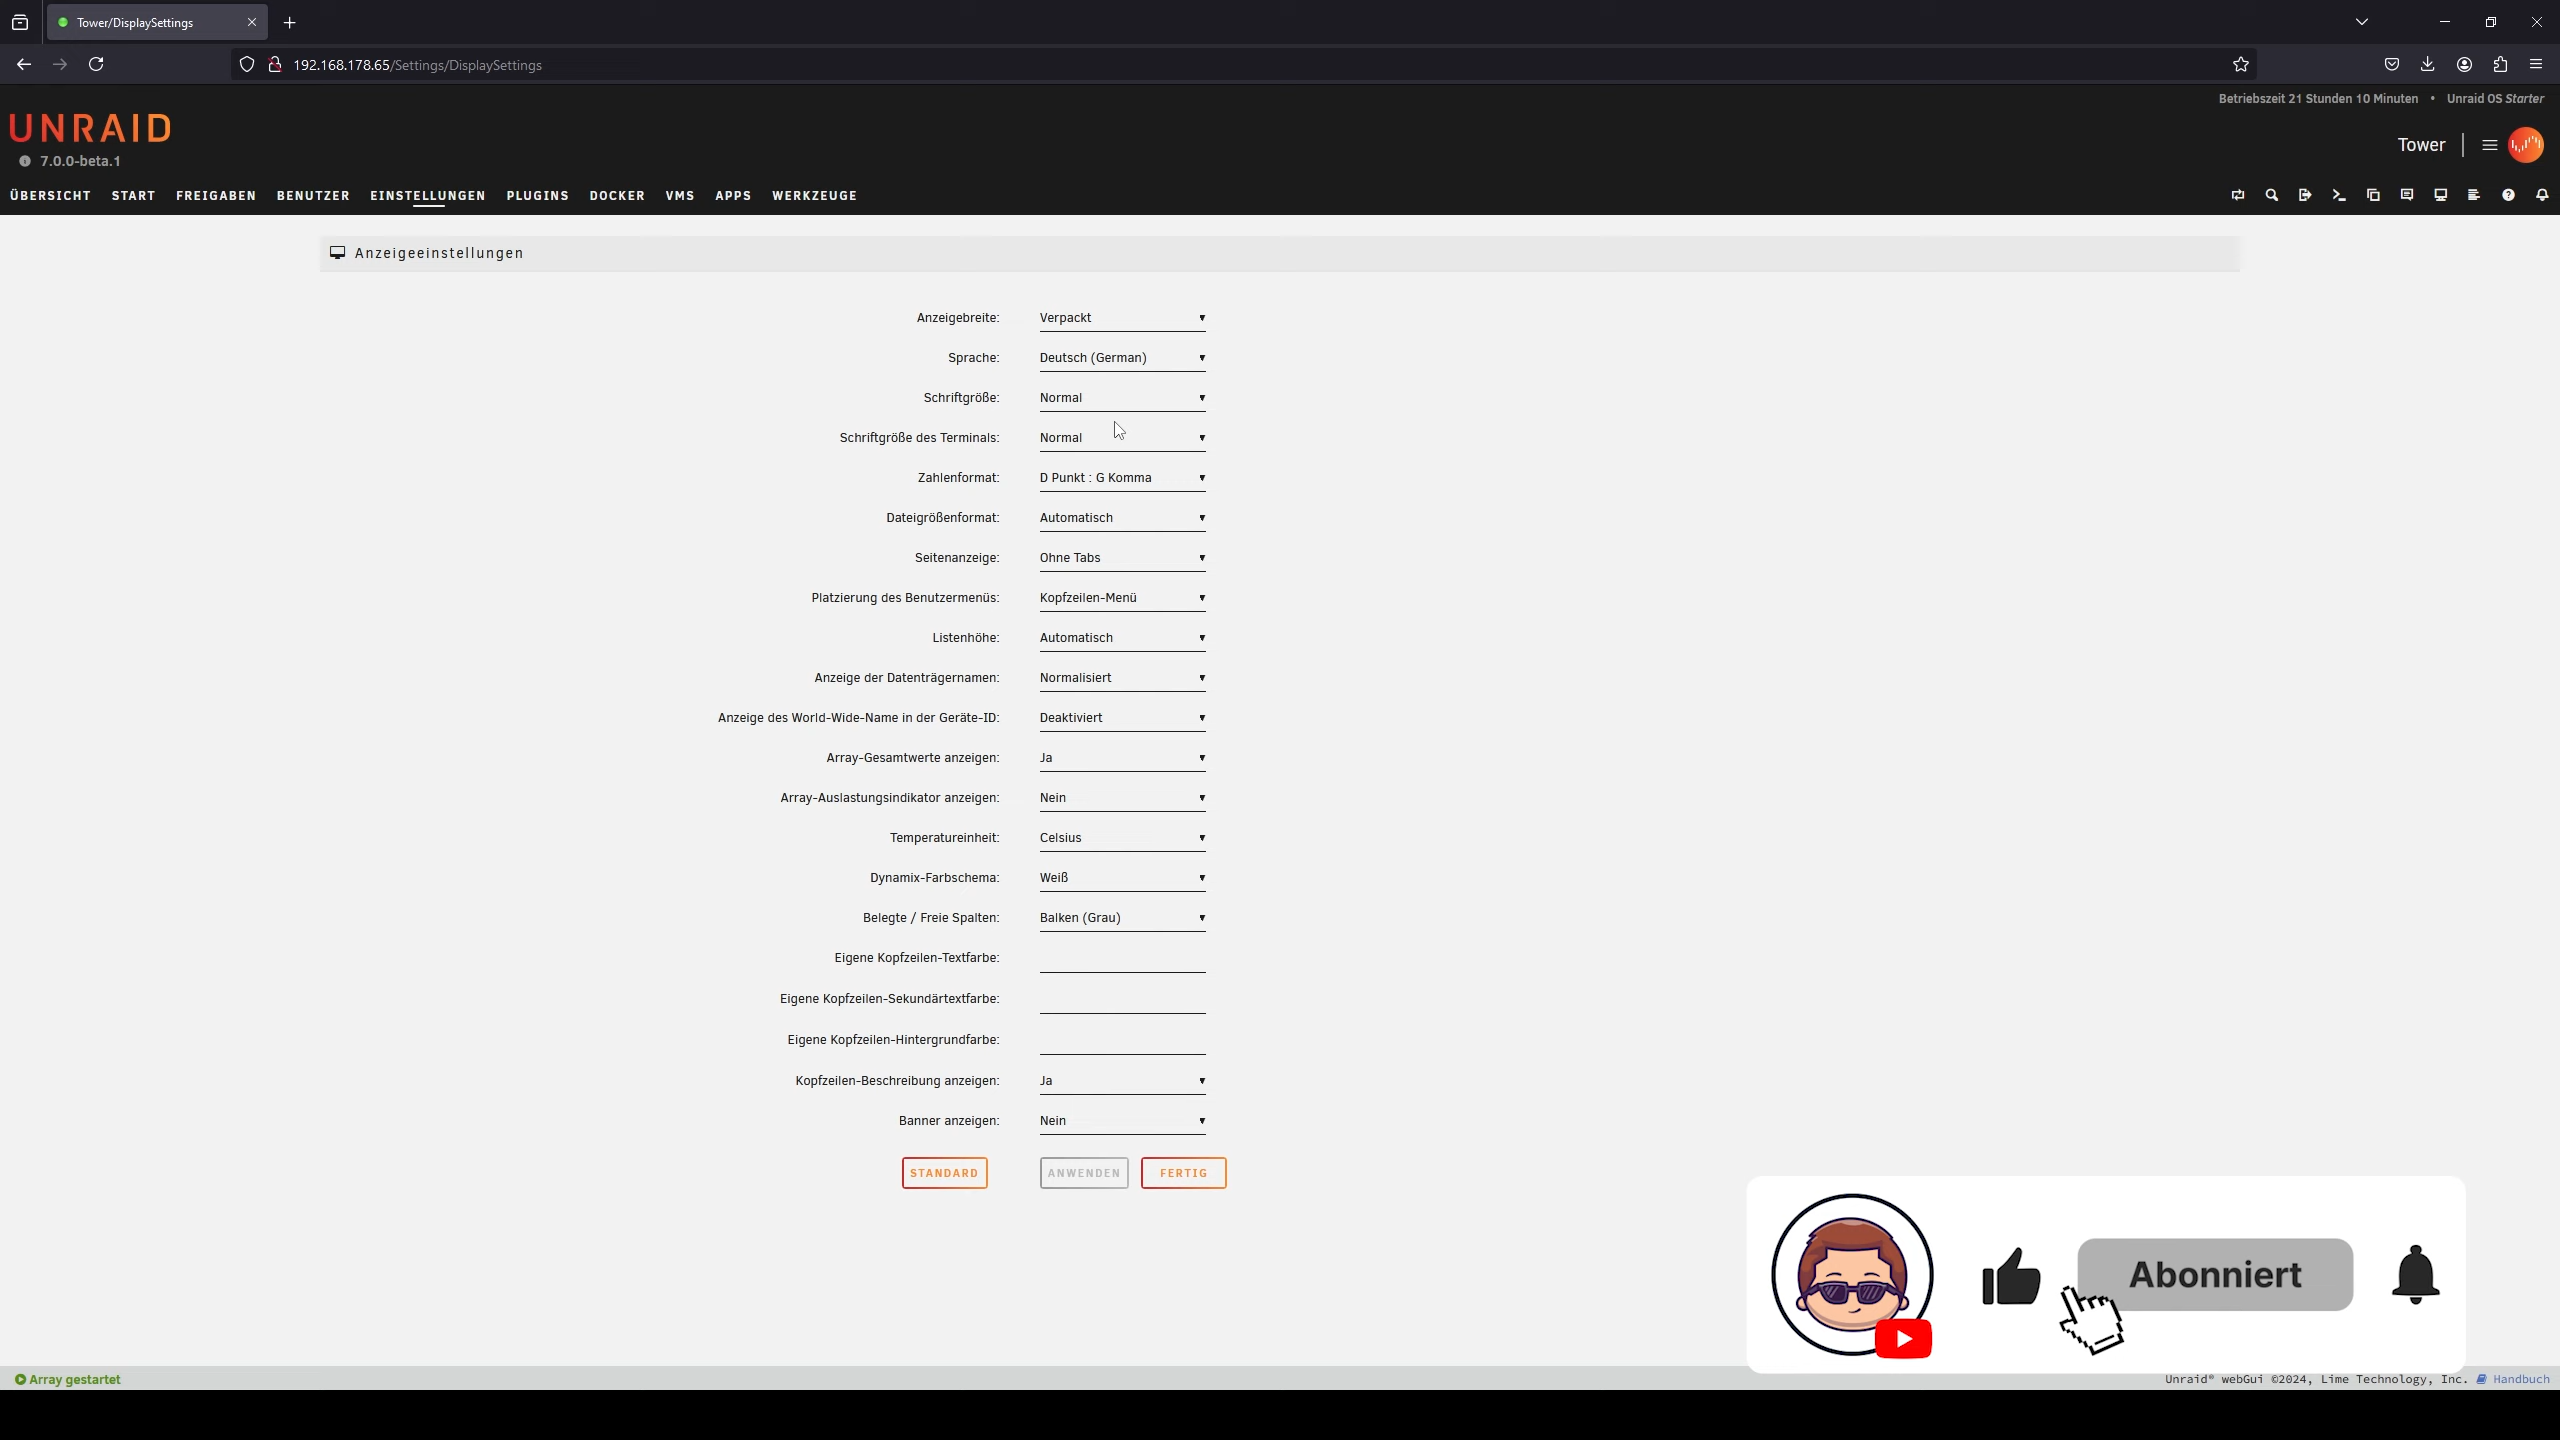 Tower/DisplaySettings
192.168.178.65/Settings/DisplaySettings
Betriebszeit 21 Stunden 10 Minuten • Unraid OS Starter
UNRAID
7.0.0-beta.1
Tower
ÜBERSICHT START FREIGABEN BENUTZER EINSTELLUNGEN PLUGINS DOCKER VMS APPS WERKZEUGE
Anzeigeeinstellungen
Anzeigebreite: Verpackt
Sprache: Deutsch (German)
Schriftgröße: Normal
Schriftgröße des Terminals: Normal
Zahlenformat: D Punkt : G Komma
Dateigrößenformat: Automatisch
Seitenanzeige: Ohne Tabs
Platzierung des Benutzermenüs: Kopfzeilen-Menü
Listenhöhe: Automatisch
Anzeige der Datenträgernamen: Normalisiert
Anzeige des World-Wide-Name in der Geräte-ID: Deaktiviert
Array-Gesamtwerte anzeigen: Ja
Array-Auslastungsindikator anzeigen: Nein
Temperatureinheit: Celsius
Dynamix-Farbschema: Weiß
Belegte / Freie Spalten: Balken (Grau)
Eigene Kopfzeilen-Textfarbe:
Eigene Kopfzeilen-Sekundärtextfarbe:
Eigene Kopfzeilen-Hintergrundfarbe:
Kopfzeilen-Beschreibung anzeigen: Ja
Banner anzeigen: Nein
STANDARD ANWENDEN FERTIG
Abonniert
Array gestartet
Unraid® webGui ©2024, Lime Technology, Inc. Handbuch